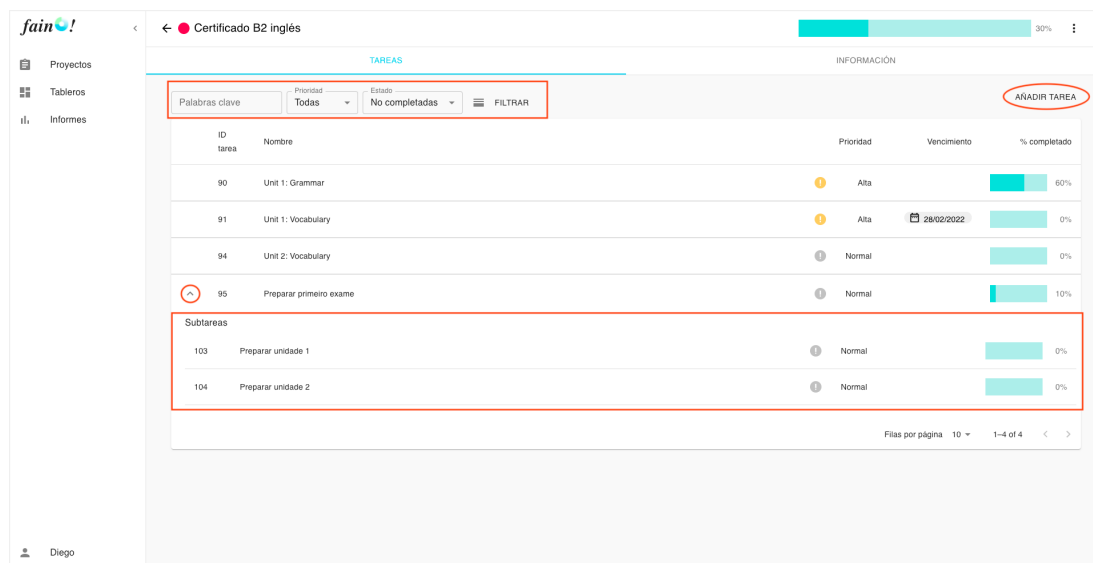 fain!
Certificado B2 inglés
30%
Proyectos
Tableros
Informes
TAREAS
INFORMACIÓN
Palabras clave
Prioridad
Todas
Estado
No completadas
FILTRAR
AÑADIR TAREA
ID tarea
Nombre
Prioridad
Vencimiento
% completado
90 Unit 1: Grammar Alta 60%
91 Unit 1: Vocabulary Alta 28/02/2022 0%
94 Unit 2: Vocabulary Normal 0%
95 Preparar primeiro exame Normal 10%
Subtareas
103 Preparar unidade 1 Normal 0%
104 Preparar unidade 2 Normal 0%
Filas por página 10 1–4 of 4
Diego